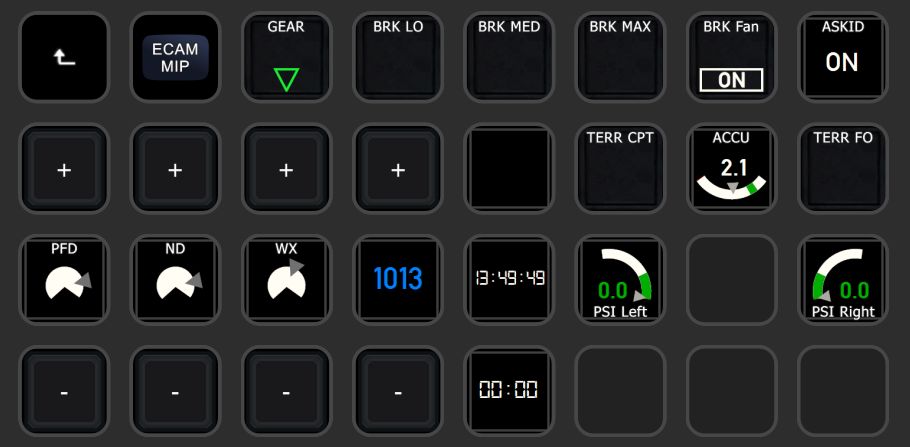 GEAR
BRK LO
BRK MED
BRK MAX
BRK Fan
ASKID
ECAM
MIP
ON
ON
+
+
+
+
TERR CPT
ACCU
TERR FO
2.1
PFD
ND
WX
1013
13:49:49
0.0
PSI Left
0.0
PSI Right
-
-
-
-
00:00